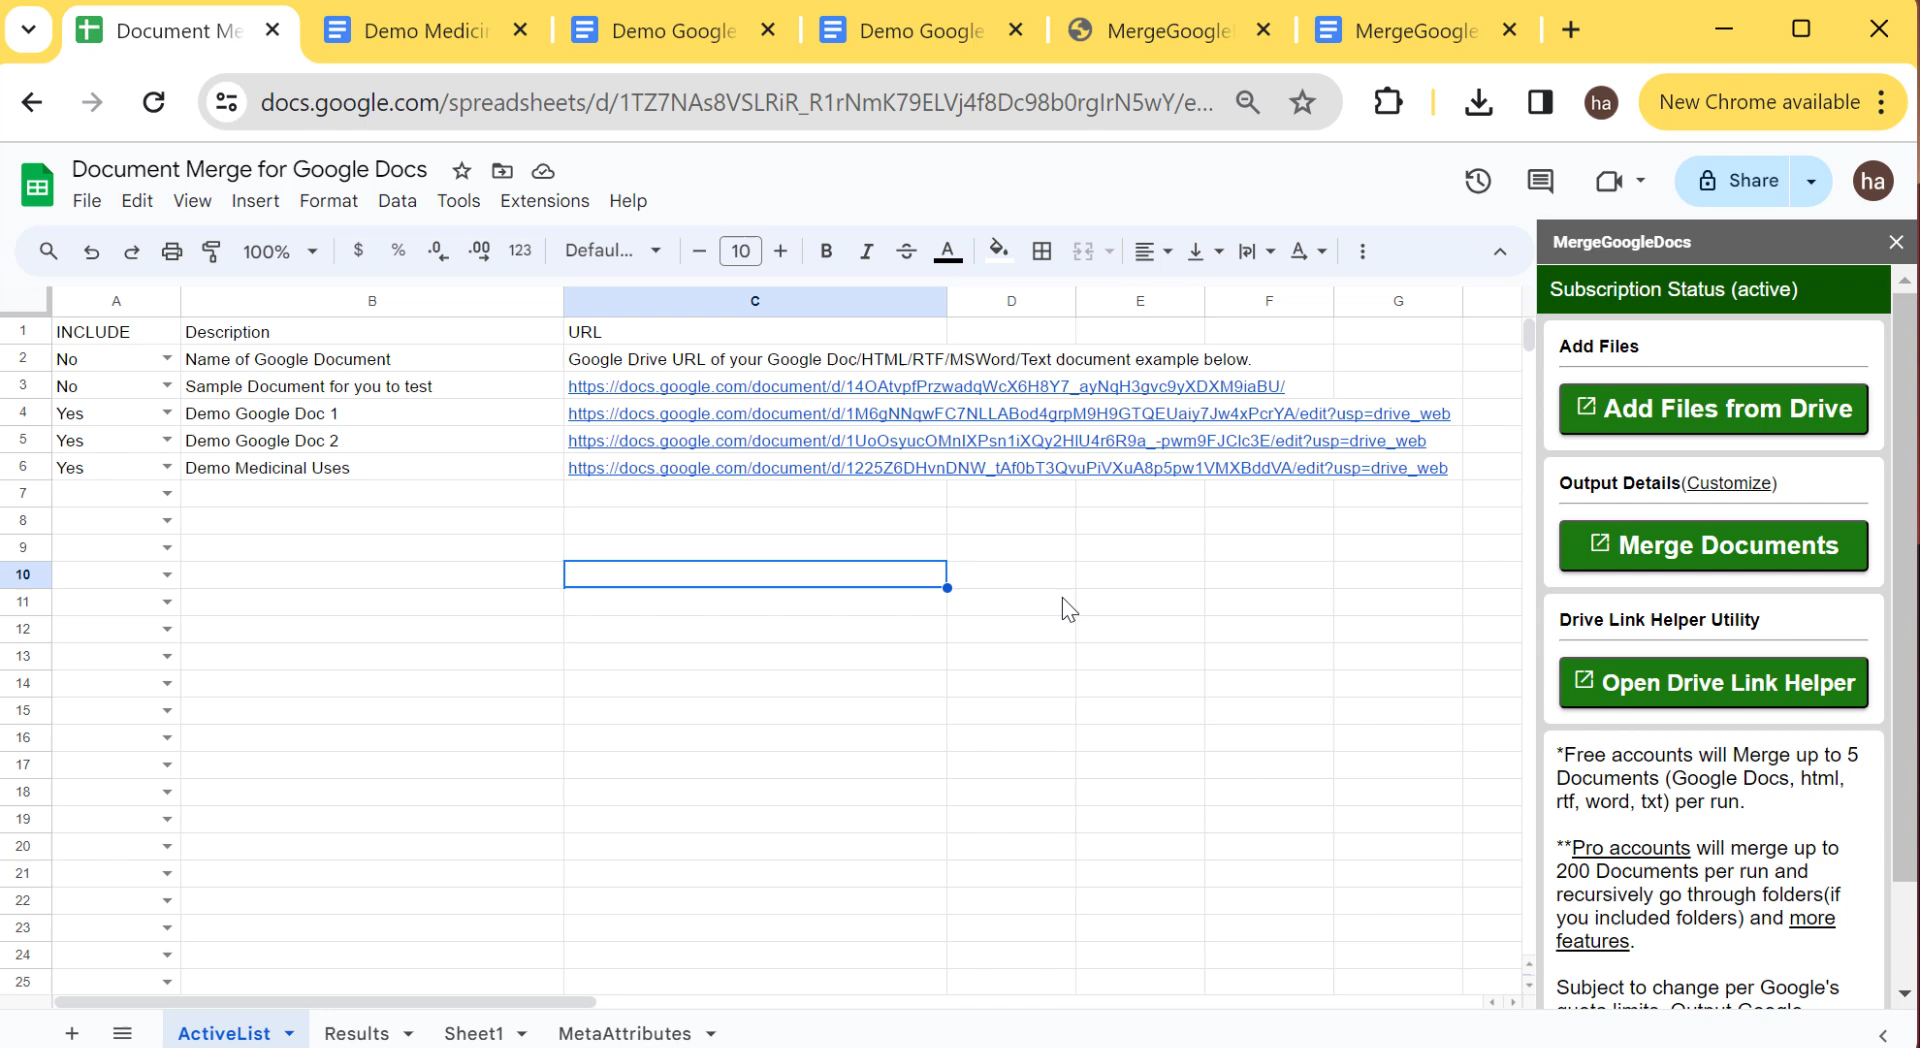 Document Me
Demo Medicin
Demo Google
Demo Google
MergeGoogle
MergeGoogle
docs.google.com/spreadsheets/d/1TZ7NAs8VSLRiR_R1rNmK79ELVj4f8Dc98b0rgIrN5wY/e...
ha
New Chrome available
Document Merge for Google Docs
File Edit View Insert Format Data Tools Extensions Help
Share
ha
100% $ % .0 .00 123 Defaul... 10 B I A A
MergeGoogleDocs
Subscription Status (active)
A B C D E F G
1 INCLUDE Description URL
2 No Name of Google Document Google Drive URL of your Google Doc/HTML/RTF/MSWord/Text document example below.
3 No Sample Document for you to test https://docs.google.com/document/d/14OAtvpfPrzwadqWcX6H8Y7_ayNqH3gvc9yXDXM9iaBU/
4 Yes Demo Google Doc 1 https://docs.google.com/document/d/1M6gNNqwFC7NLLABod4grpM9H9GTQEUaiy7Jw4xPcrYA/edit?usp=drive_web
5 Yes Demo Google Doc 2 https://docs.google.com/document/d/1UoOsyucOMnIXPsn1iXQy2HlU4r6R9a_-pwm9FJClc3E/edit?usp=drive_web
6 Yes Demo Medicinal Uses https://docs.google.com/document/d/1225Z6DHvnDNW_tAf0bT3QvuPiVXuA8p5pw1VMXBddVA/edit?usp=drive_web
7
8
9
10
11
12
13
14
15
16
17
18
19
20
21
22
23
24
25
Add Files
Add Files from Drive
Output Details(Customize)
Merge Documents
Drive Link Helper Utility
Open Drive Link Helper
*Free accounts will Merge up to 5
Documents (Google Docs, html,
rtf, word, txt) per run.
**Pro accounts will merge up to
200 Documents per run and
recursively go through folders(if
you included folders) and more
features.
Subject to change per Google's
quota limits. Output Google
ActiveList Results Sheet1 MetaAttributes